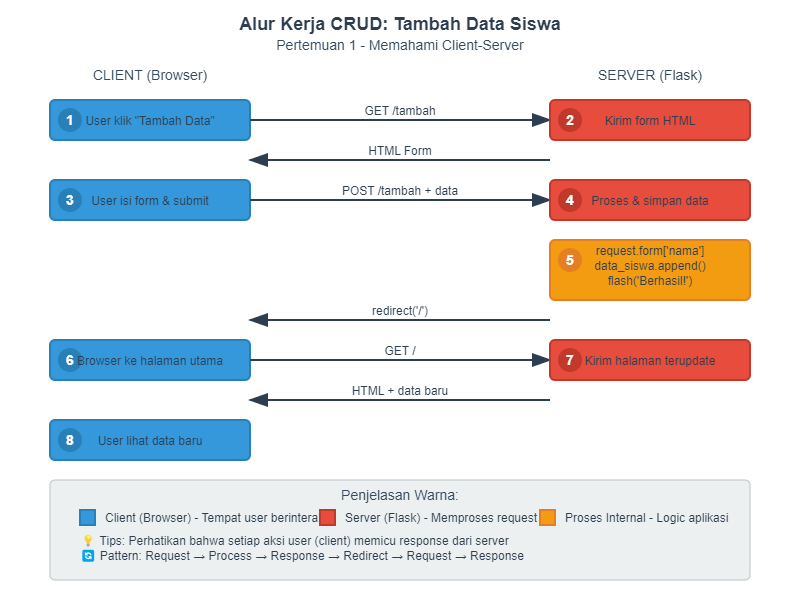 Alur Kerja CRUD: Tambah Data Siswa
Pertemuan 1 - Memahami Client-Server
CLIENT (Browser)
SERVER (Flask)
1 User klik "Tambah Data"
GET /tambah
2 Kirim form HTML
HTML Form
3 User isi form & submit
POST /tambah + data
4 Proses & simpan data
5
request.form['nama']
data_siswa.append()
flash('Berhasil!')
redirect('/')
6 Browser ke halaman utama
GET /
7 Kirim halaman terupdate
HTML + data baru
8 User lihat data baru
Penjelasan Warna:
Client (Browser) - Tempat user berintera
Server (Flask) - Memproses request
Proses Internal - Logic aplikasi
💡 Tips: Perhatikan bahwa setiap aksi user (client) memicu response dari server
🔄 Pattern: Request → Process → Response → Redirect → Request → Response